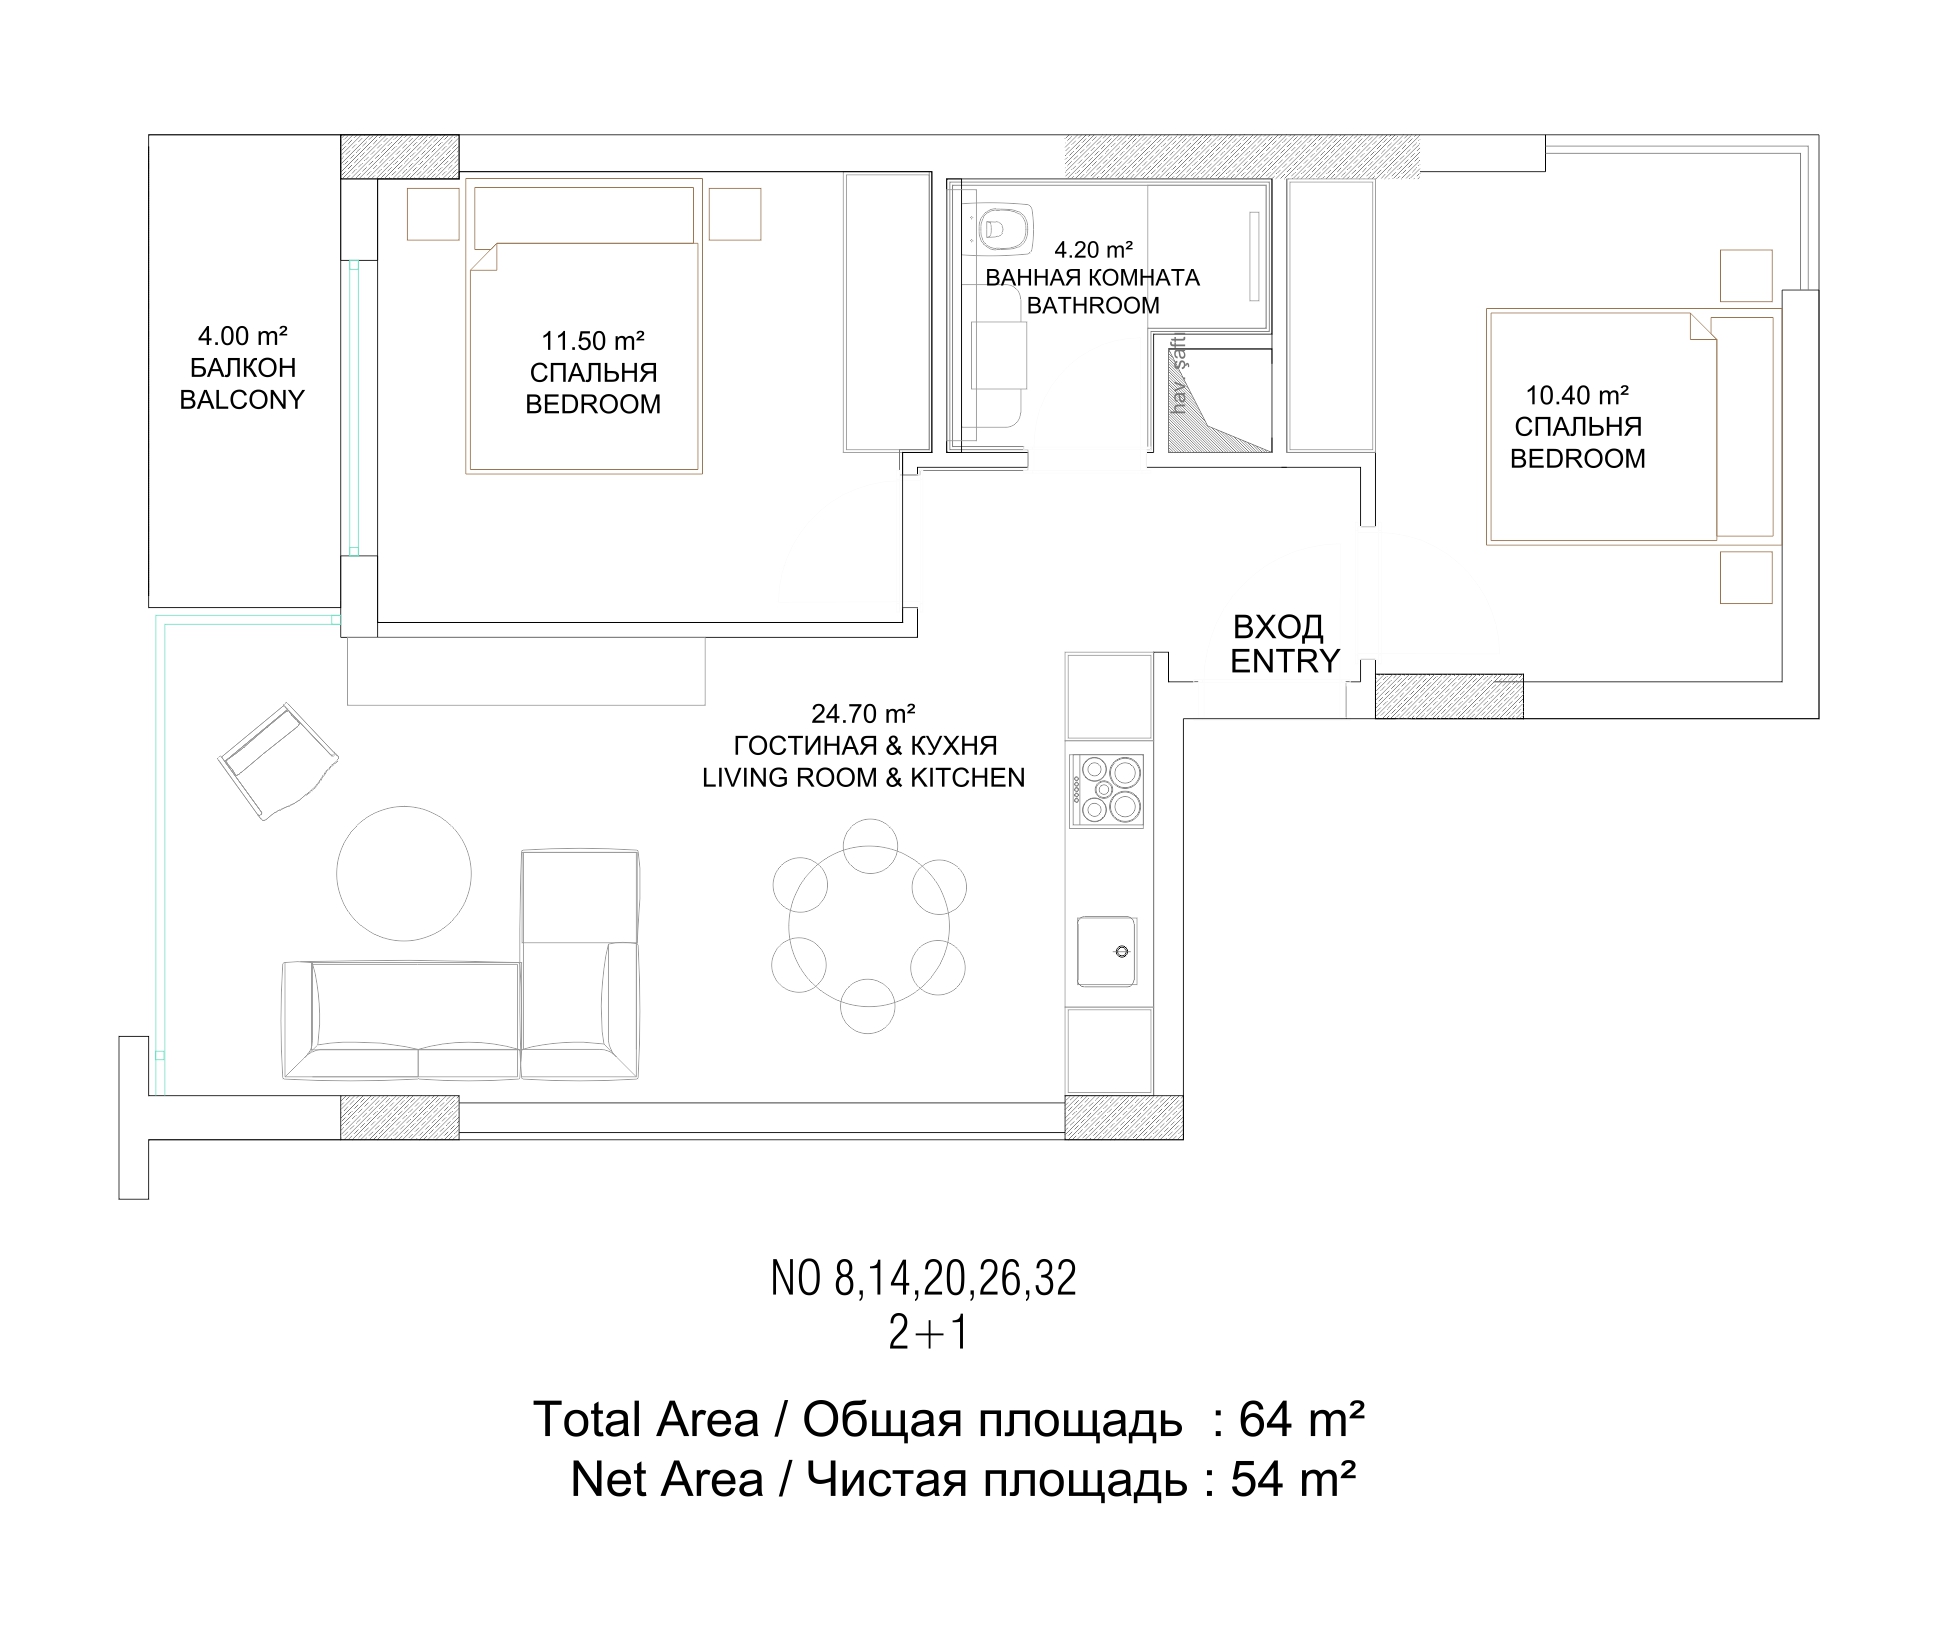 4.00 m²
БАЛКОН
BALCONY
11.50 m²
СПАЛЬНЯ
BEDROOM
4.20 m²
ВАННАЯ КОМНАТА
BATHROOM
hav. şaftı
10.40 m²
СПАЛЬНЯ
BEDROOM
ВХОД
ENTRY
24.70 m²
ГОСТИНАЯ & КУХНЯ
LIVING ROOM & KITCHEN
NO 8,14,20,26,32
2+1
Total Area / Общая площадь : 64 m²
Net Area / Чистая площадь : 54 m²